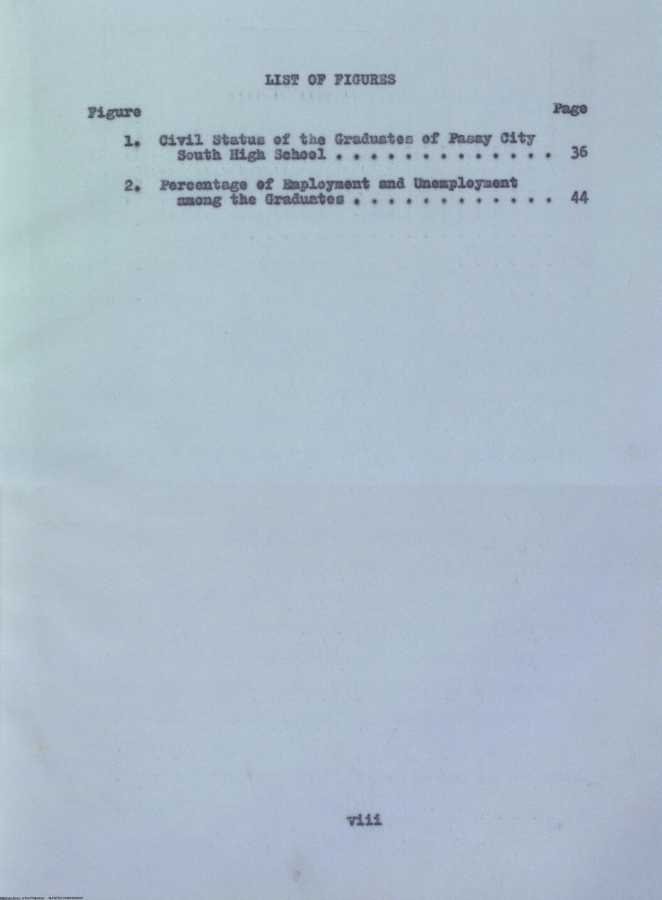 LIST OF FIGURES
Figure Page
1. Civil Status of the Graduates of Pasay City
South High School . . . . . . . . . . . . . 36
2. Percentage of Employment and Unemployment
among the Graduates . . . . . . . . . . . . 44
viii